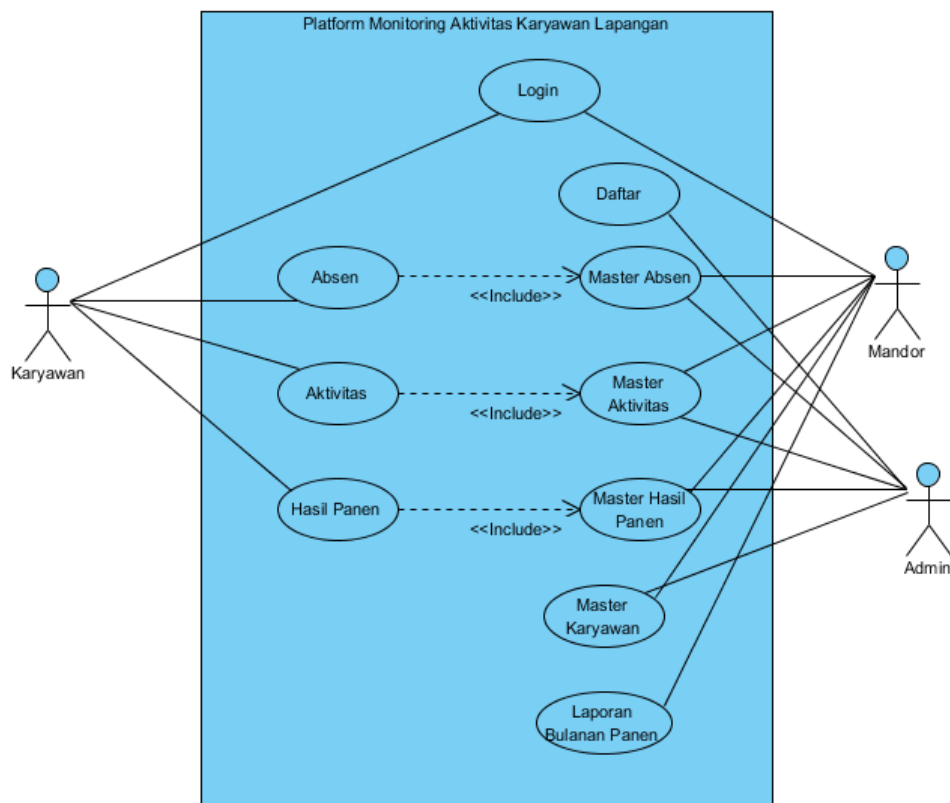 Platform Monitoring Aktivitas Karyawan Lapangan
Login
Daftar
Absen
<<Include>>
Master Absen
Mandor
Karyawan
Aktivitas
<<Include>>
Master
Aktivitas
Hasil Panen
<<Include>>
Master Hasil
Panen
Admin
Master
Karyawan
Laporan
Bulanan Panen